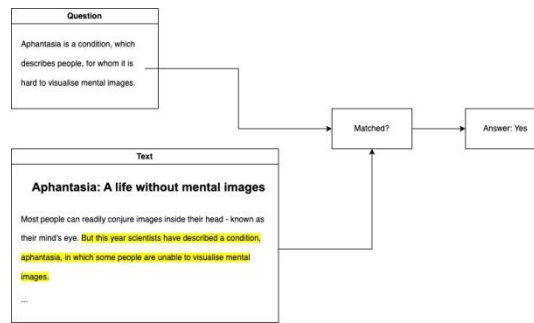 Question
Aphantasia is a condition, which
describes people, for whom it is
hard to visualise mental images.
Matched?
Answer: Yes
Text
Aphantasia: A life without mental images
Most people can readily conjure images inside their head - known as
their mind's eye. But this year scientists have described a condition,
aphantasia, in which some people are unable to visualise mental
images.
...